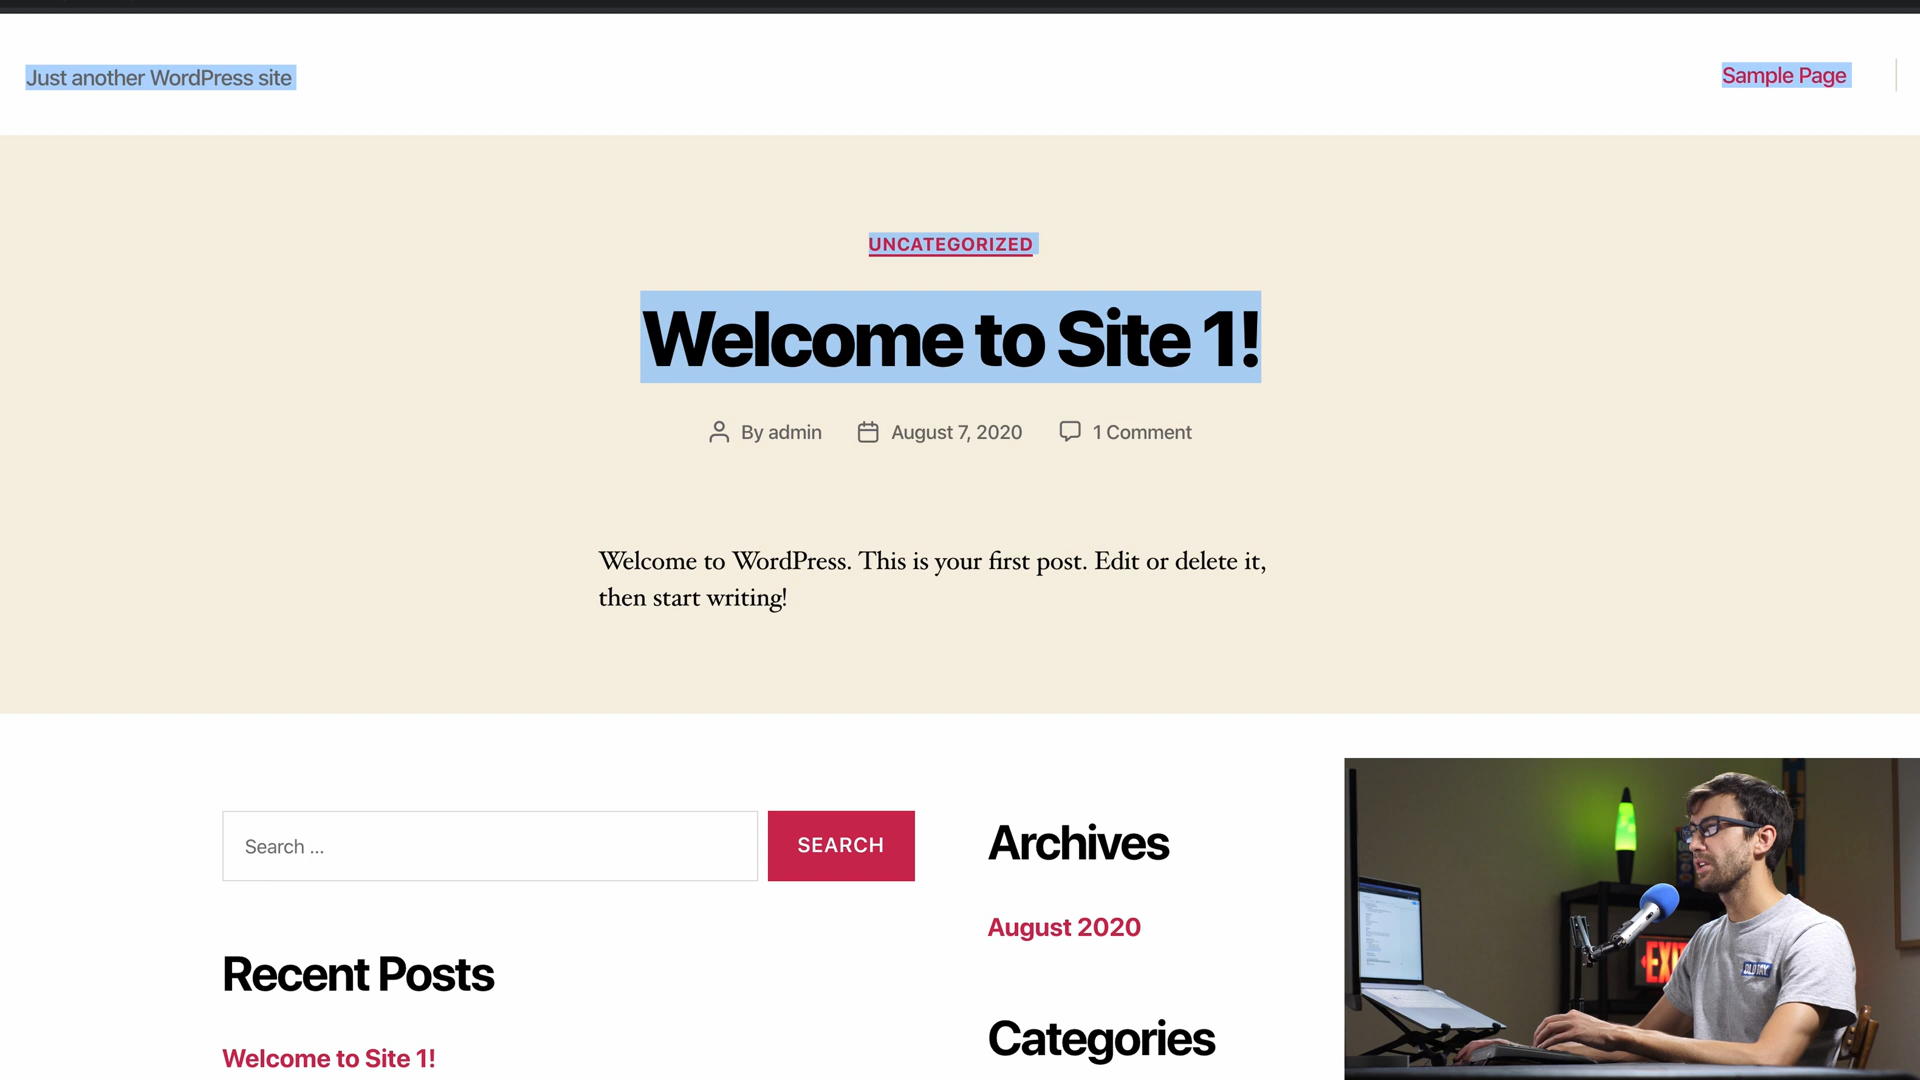 Just another WordPress site
Sample Page
UNCATEGORIZED
Welcome to Site 1!
By admin
August 7, 2020
1 Comment
Welcome to WordPress. This is your first post. Edit or delete it,
then start writing!
Search ...
SEARCH
Archives
August 2020
Recent Posts
Welcome to Site 1!
Categories